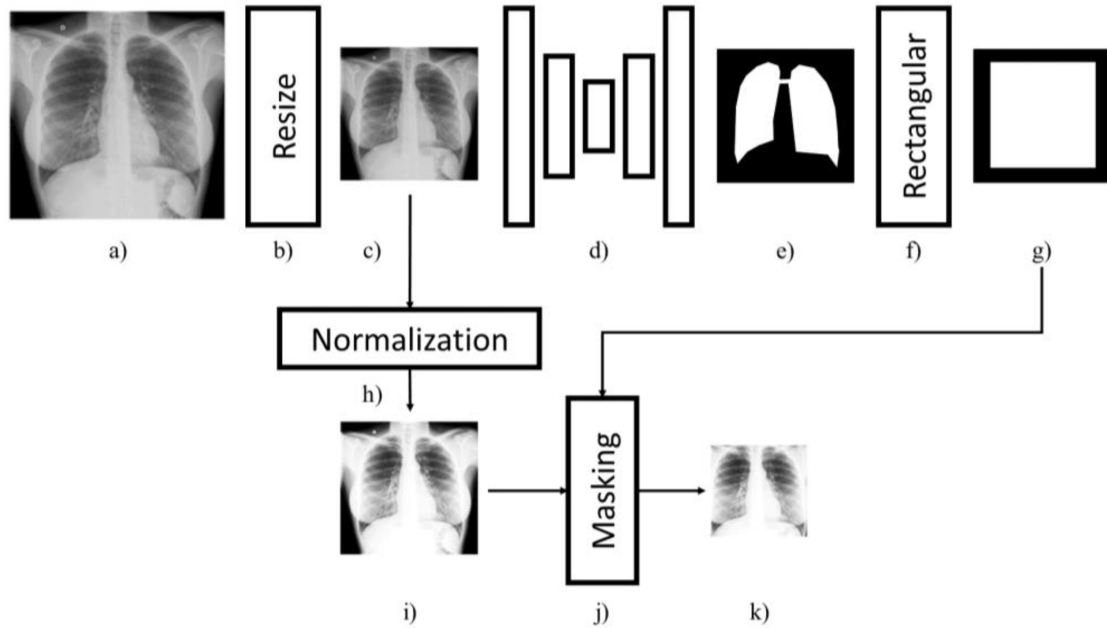 Resize
Rectangular
a)
b)
c)
d)
e)
f)
g)
Normalization
h)
Masking
i)
j)
k)